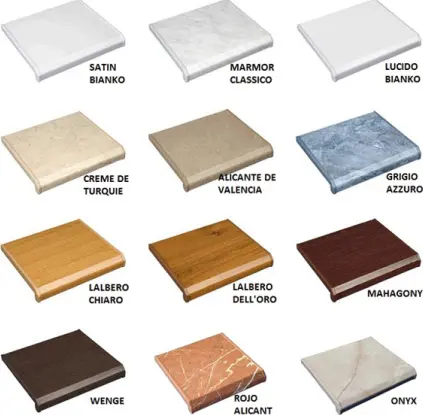 SATIN
BIANKO
MARMOR
CLASSICO
LUCIDO
BIANKO
CREME DE
TURQUIE
ALICANTE DE
VALENCIA
GRIGIO
AZZURO
LALBERO
CHIARO
LALBERO
DELL'ORO
MAHAGONY
WENGE
ROJO
ALICANT
ONYX